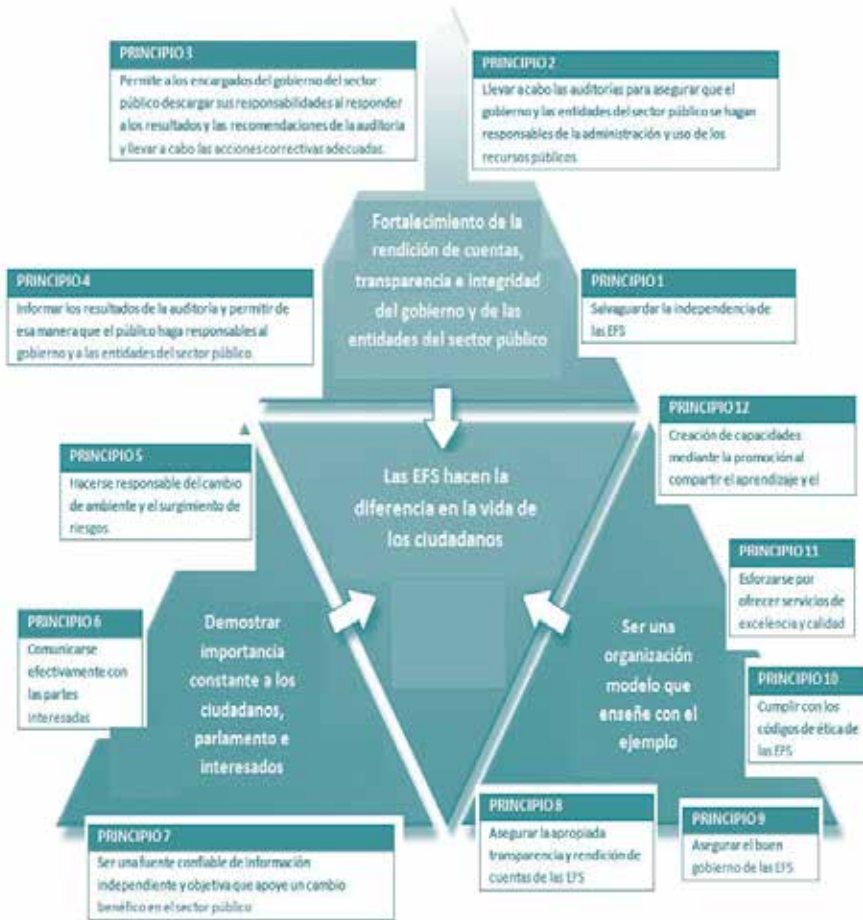 PRINCIPIO 3
Permite a los encargados del gobierno del sector
público descargar sus responsabilidades al responder
a los resultados y las recomendaciones de la auditoria
y llevar a cabo las acciones correctivas adecuadas.
PRINCIPIO 2
Llevar a cabo las auditorías para asegurar que el
gobierno y las entidades del sector público se hagan
responsables de la administración y uso de los
recursos públicos
Fortalecimiento de la
rendición de cuentas,
transparencia e integridad
del gobierno y de las
entidades del sector público
PRINCIPIO 4
Informar los resultados de la auditoría y permitir de
esa manera que el público haga responsables al
gobierno y a las entidades del sector público.
PRINCIPIO 1
Salvaguardar la independencia de
las EFS
PRINCIPIO 12
Creación de capacidades
mediante la promoción al
compartir el aprendizaje y el
PRINCIPIO 5
Hacerse responsable del cambio
de ambiente y el surgimiento de
riesgos
Las EFS hacen la
diferencia en la vida de
los ciudadanos
PRINCIPIO 11
Esforzarse por
ofrecer servicios de
excelencia y calidad
PRINCIPIO 6
Comunicarse
efectivamente con
las partes
interesadas
Demostrar
importancia
constante a los
ciudadanos,
parlamento e
interesados
Ser una
organización
modelo que
enseñe con el
ejemplo
PRINCIPIO 10
Cumplir con los
códigos de ética de
las EFS
PRINCIPIO 7
Ser una fuente confiable de información
independiente y objetiva que apoye un cambio
benéfico en el sector público
PRINCIPIO 8
Asegurar la apropiada
transparencia y rendición de
cuentas de las EFS
PRINCIPIO 9
Asegurar el buen
gobierno de las EFS